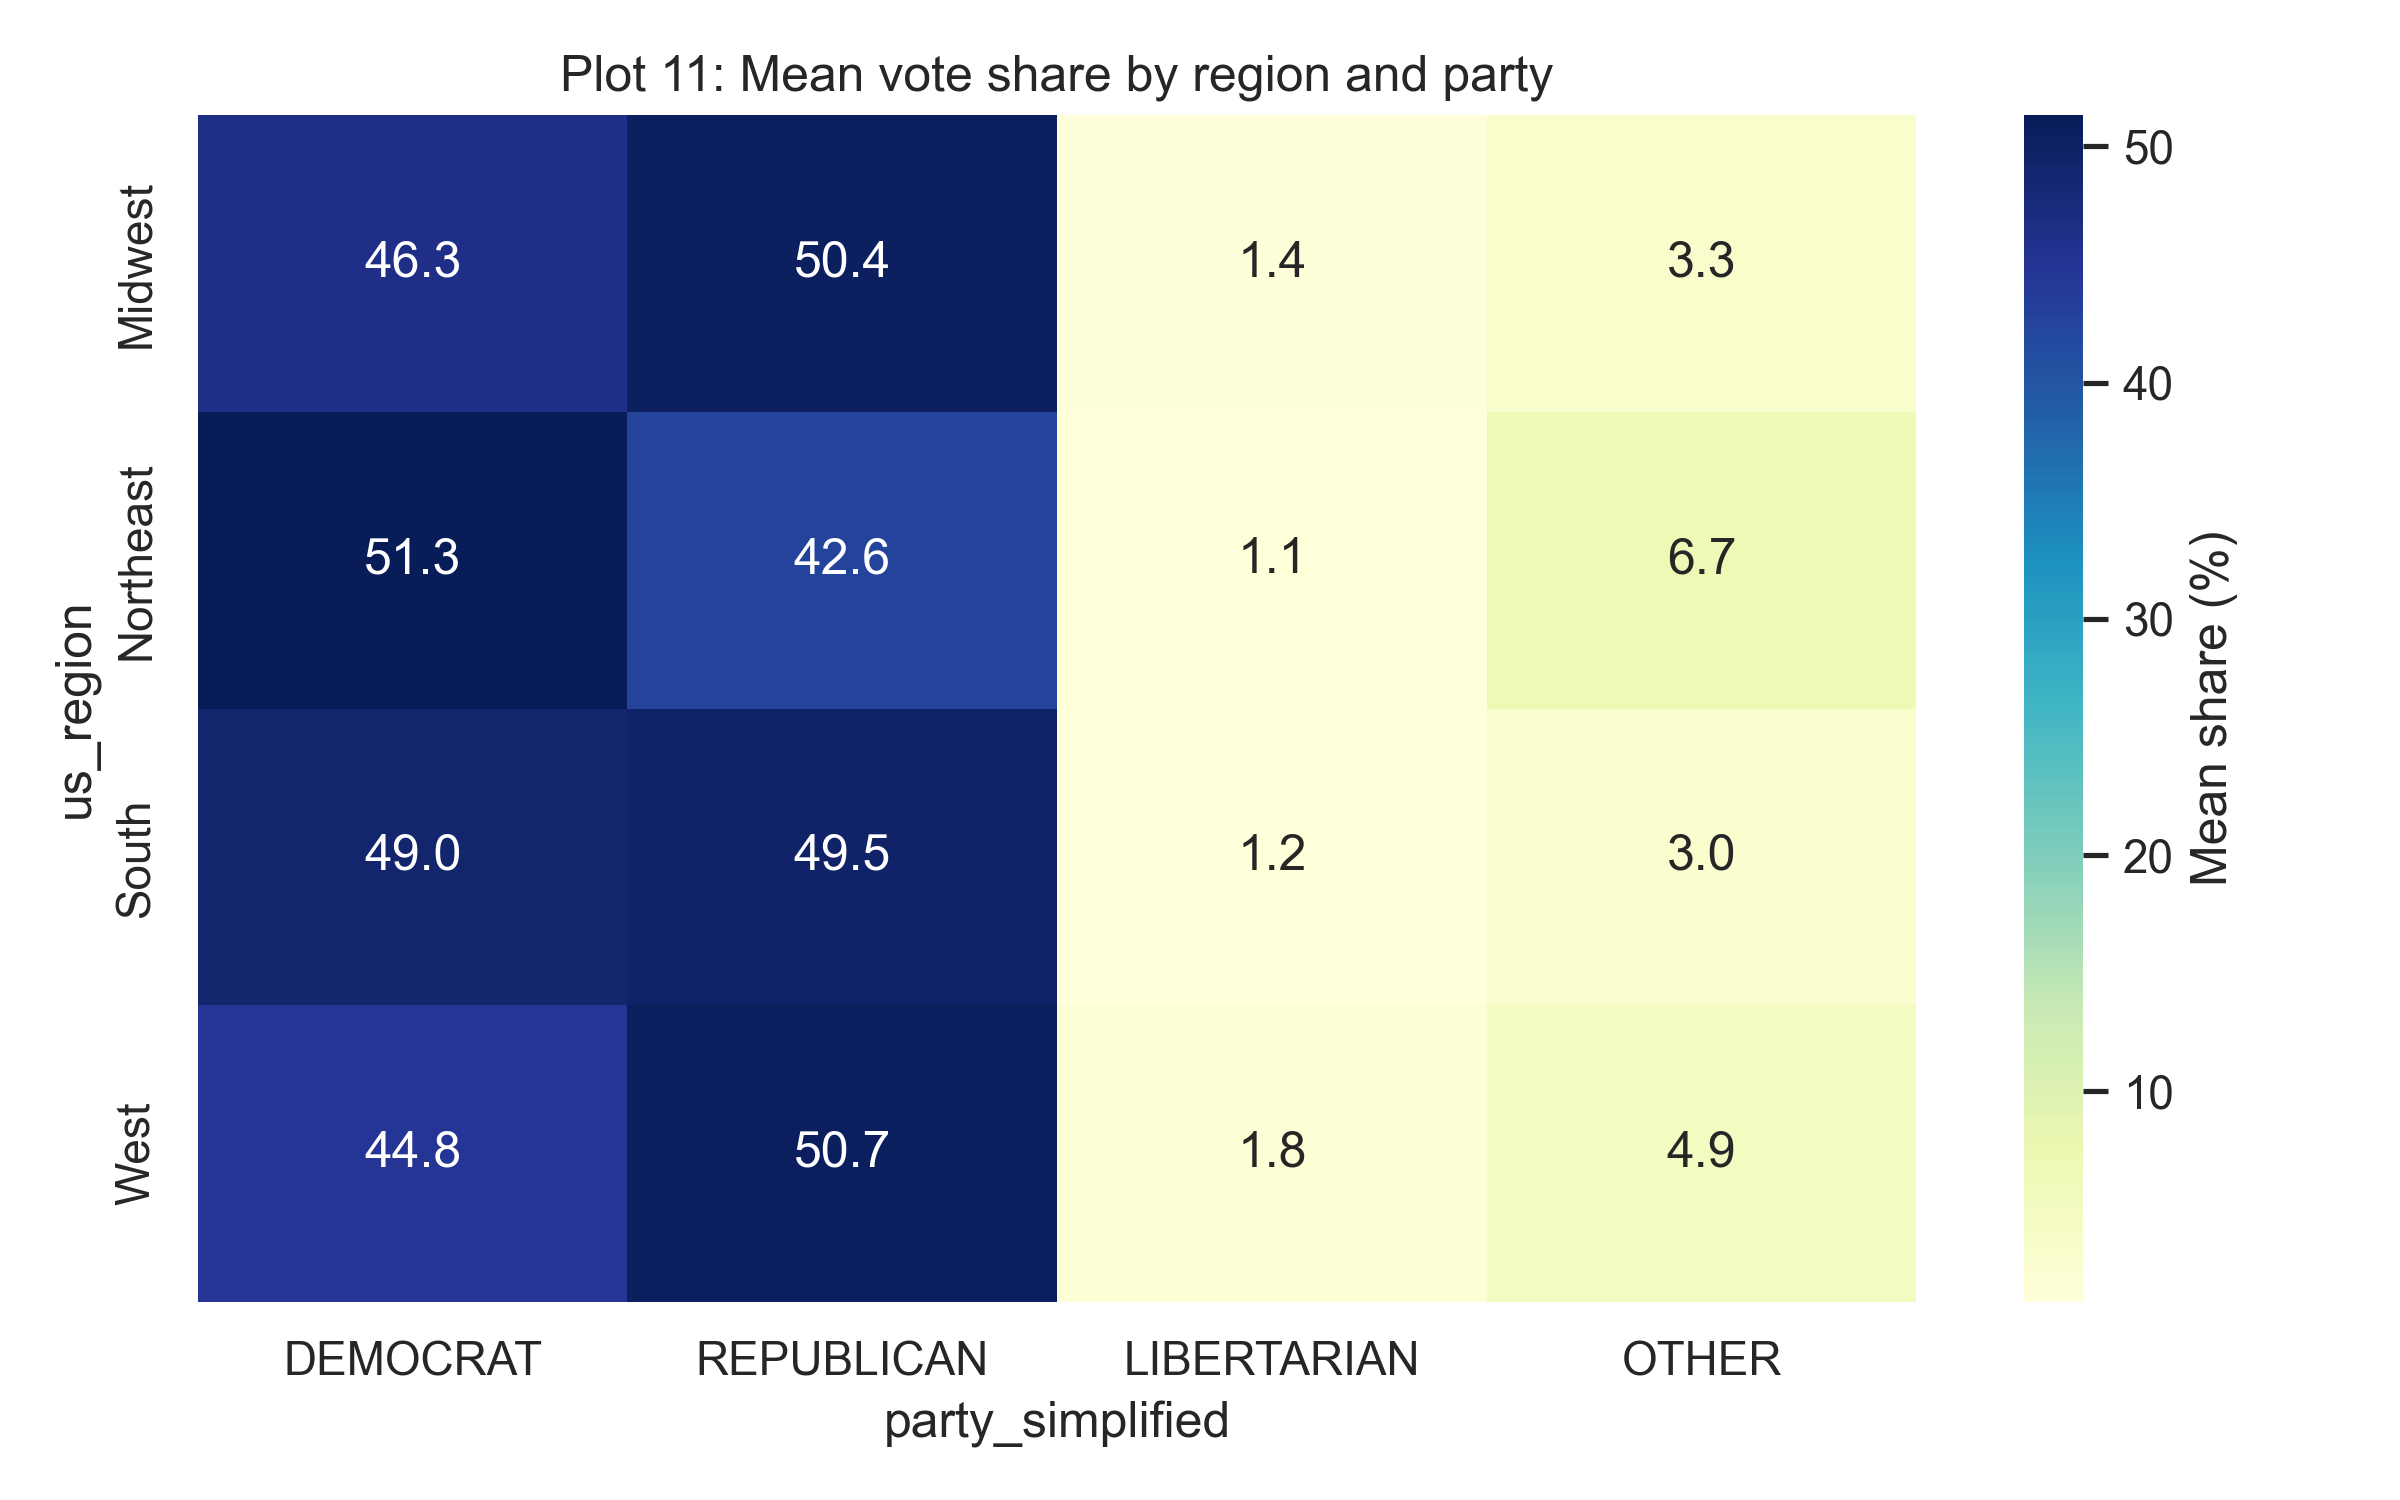 Plot 11: Mean vote share by region and party
us_region
Midwest
46.3 50.4 1.4 3.3
Northeast
51.3 42.6 1.1 6.7
South
49.0 49.5 1.2 3.0
West
44.8 50.7 1.8 4.9
DEMOCRAT REPUBLICAN LIBERTARIAN OTHER
party_simplified
50
40
30
20
10
Mean share (%)